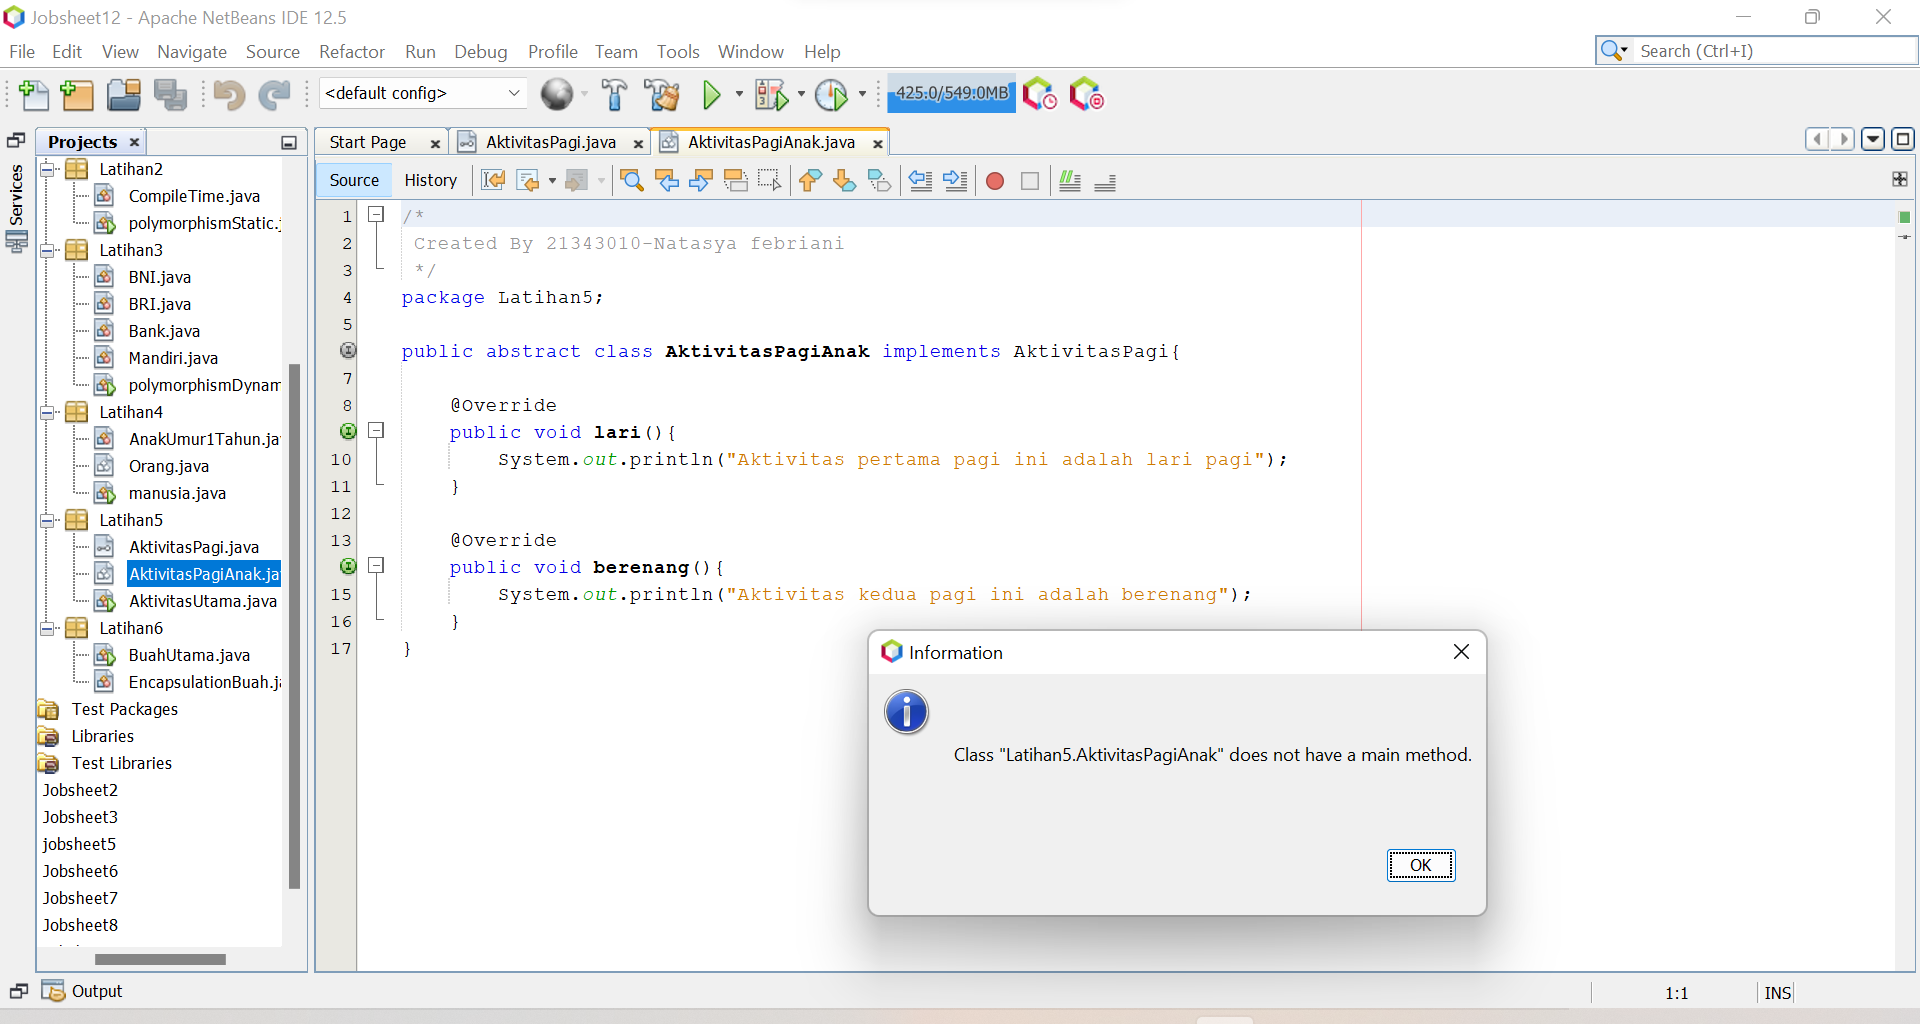 Jobsheet12 - Apache NetBeans IDE 12.5
File Edit View Navigate Source Refactor Run Debug Profile Team Tools Window Help
Search (Ctrl+I)
<default config>
425.0/549.0MB
Services
Projects
Latihan2
CompileTime.java
polymorphismStatic.j
Latihan3
BNI.java
BRI.java
Bank.java
Mandiri.java
polymorphismDynam
Latihan4
AnakUmur1Tahun.ja
Orang.java
manusia.java
Latihan5
AktivitasPagi.java
AktivitasPagiAnak.ja
AktivitasUtama.java
Latihan6
BuahUtama.java
EncapsulationBuah.ja
Test Packages
Libraries
Test Libraries
Jobsheet2
Jobsheet3
jobsheet5
Jobsheet6
Jobsheet7
Jobsheet8
Start Page AktivitasPagi.java AktivitasPagiAnak.java
Source History
1 /*
2 Created By 21343010-Natasya febriani
3 */
4 package Latihan5;
5
public abstract class AktivitasPagiAnak implements AktivitasPagi{
7
8 @Override
public void lari(){
10 System.out.println("Aktivitas pertama pagi ini adalah lari pagi");
11 }
12
13 @Override
public void berenang(){
15 System.out.println("Aktivitas kedua pagi ini adalah berenang");
16 }
17 }
Information
Class "Latihan5.AktivitasPagiAnak" does not have a main method.
OK
Output
1:1 INS